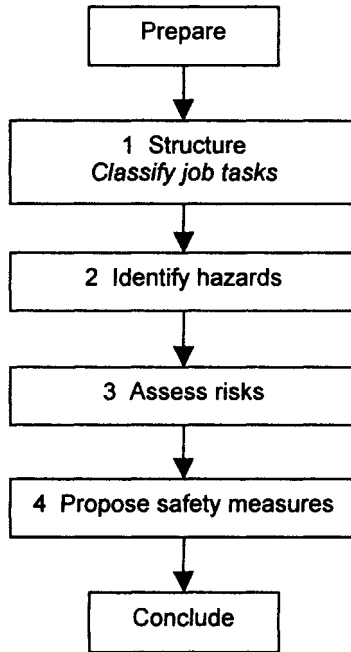 Prepare
1 Structure
Classify job tasks
2 Identify hazards
3 Assess risks
4 Propose safety measures
Conclude